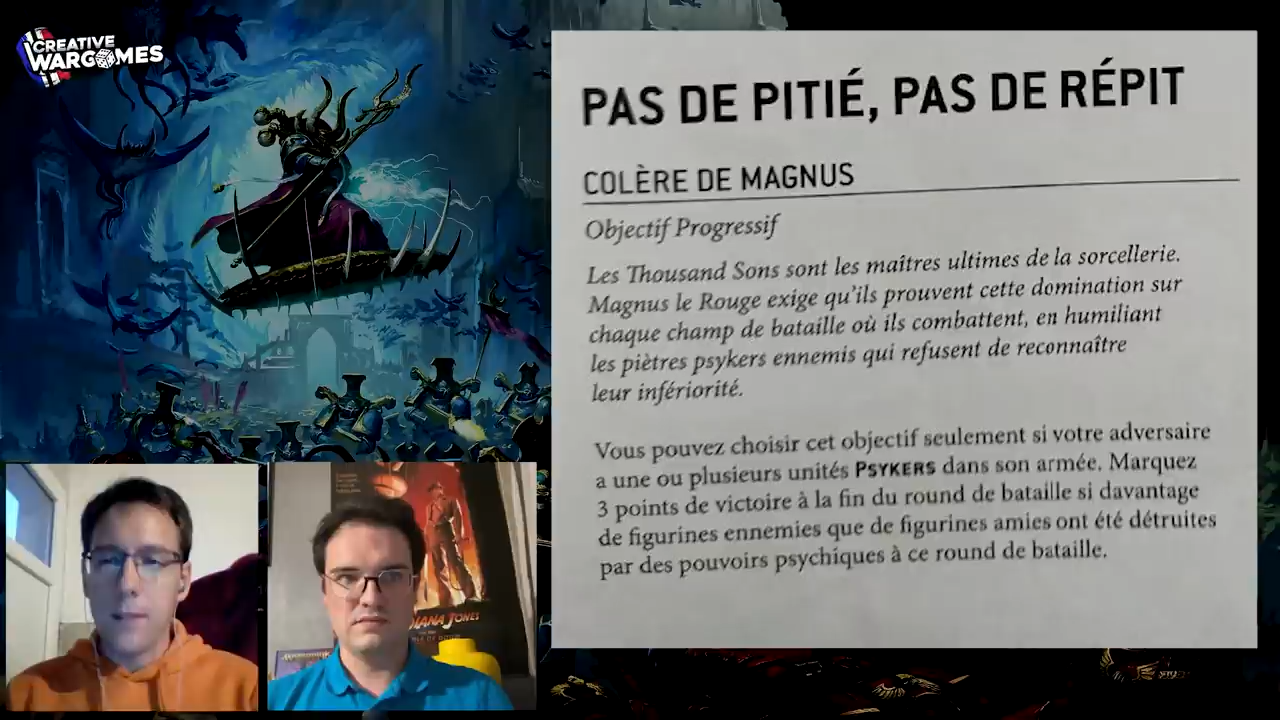 CREATIVE
WARGOMES
PAS DE PITIÉ, PAS DE RÉPIT
COLÈRE DE MAGNUS
Objectif Progressif
Les Thousand Sons sont les maîtres ultimes de la sorcellerie.
Magnus le Rouge exige qu'ils prouvent cette domination sur
chaque champ de bataille où ils combattent, en humiliant
les piètres psykers ennemis qui refusent de reconnaître
leur infériorité.
Vous pouvez choisir cet objectif seulement si votre adversaire
a une ou plusieurs unités PSYKERS dans son armée. Marquez
3 points de victoire à la fin du round de bataille si davantage
de figurines ennemies que de figurines amies ont été détruites
par des pouvoirs psychiques à ce round de bataille.
DIANA JONES